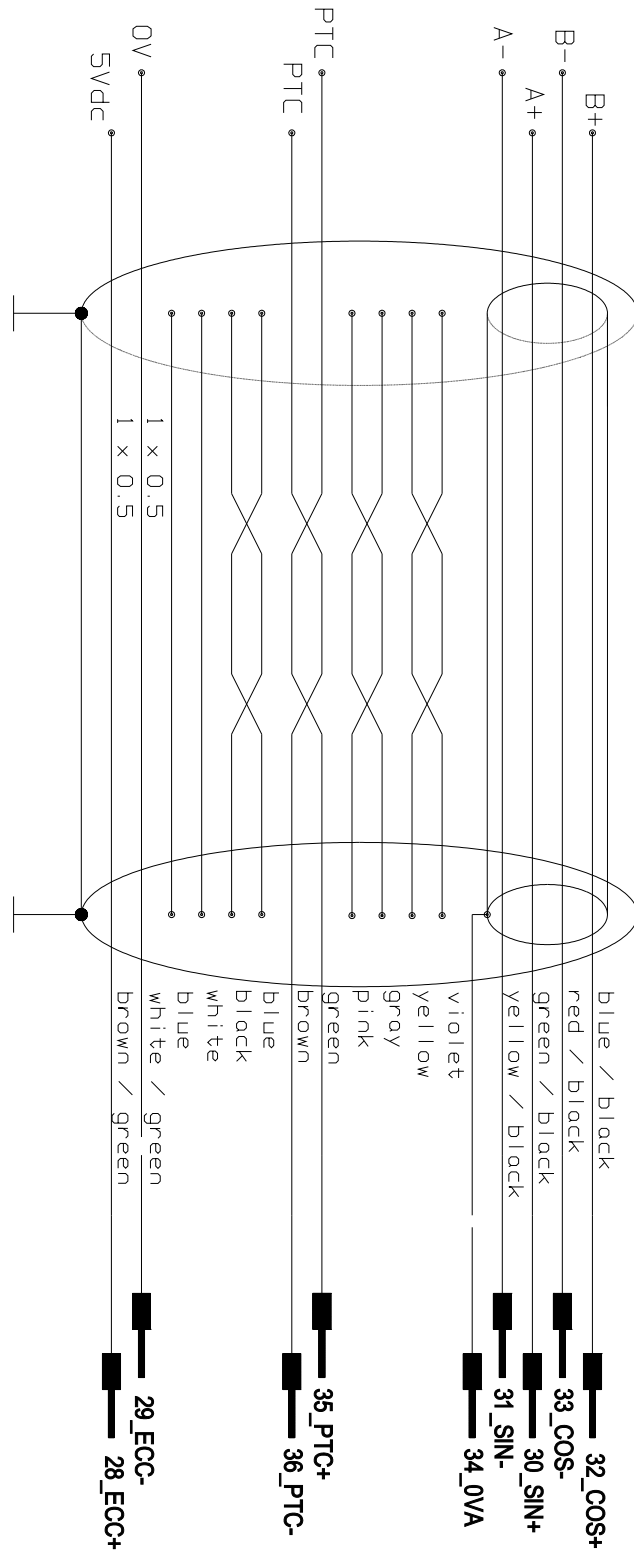 B+
B-
A+
A-
PTC
PTC
0V
5Vdc
1 x 0.5
1 x 0.5
blue / black
red / black
green / black
yellow / black
violet
yellow
gray
pink
green
brown
blue
black
white
blue
white / green
brown / green
32_COS+
33_COS-
30_SIN+
31_SIN-
34_0VA
35_PTC+
36_PTC-
29_ECC-
28_ECC+